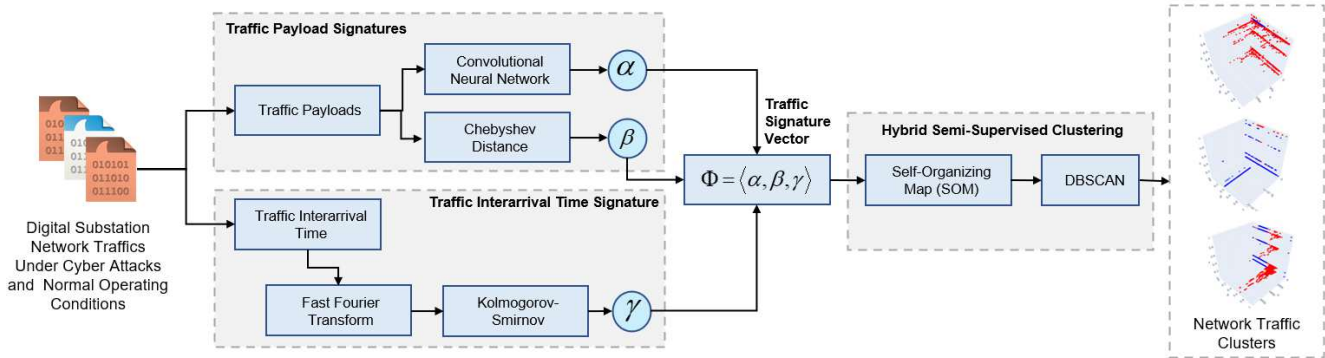 Traffic Payload Signatures
Convolutional
Neural Network
α
Traffic Payloads
Chebyshev
Distance
β
Traffic
Signature
Vector
Φ = ⟨α, β, γ⟩
Hybrid Semi-Supervised Clustering
Self-Organizing
Map (SOM)
DBSCAN
010101
011010
011100
Digital Substation
Network Traffics
Under Cyber Attacks
and Normal Operating
Conditions
Traffic Interarrival Time Signature
Traffic Interarrival
Time
Fast Fourier
Transform
Kolmogorov-
Smirnov
γ
Network Traffic
Clusters